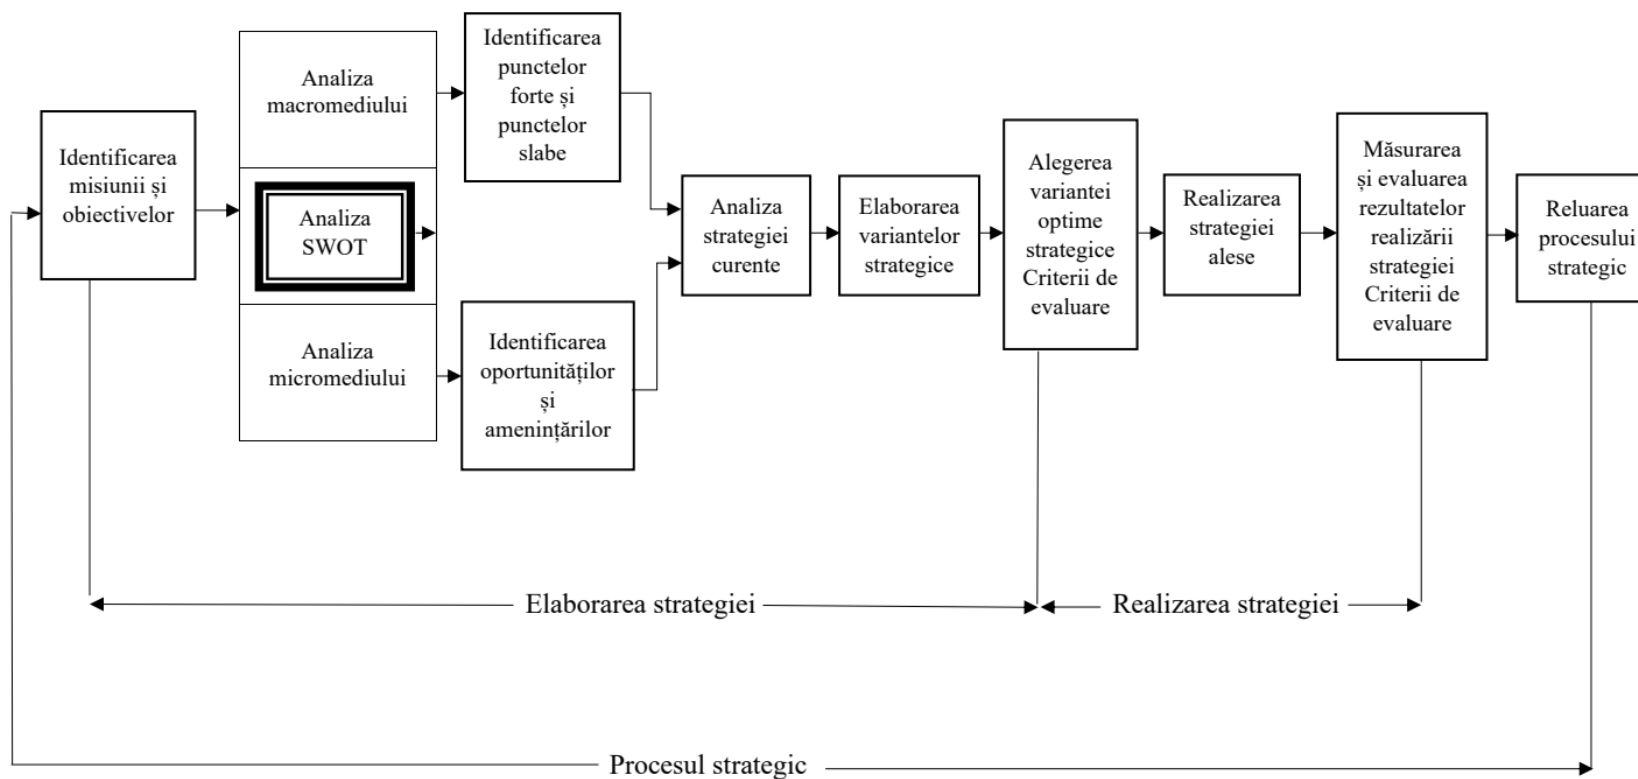 Identificarea
misiunii și
obiectivelor
Analiza
macromediului
Analiza
SWOT
Analiza
micromediului
Identificarea
punctelor
forte și
punctelor
slabe
Identificarea
oportunităților
și
amenințărilor
Analiza
strategiei
curente
Elaborarea
variantelor
strategice
Alegerea
variantei
optime
strategice
Criterii de
evaluare
Realizarea
strategiei
alese
Măsurarea
și evaluarea
rezultatelor
realizării
strategiei
Criterii de
evaluare
Reluarea
procesului
strategic
Elaborarea strategiei
Realizarea strategiei
Procesul strategic